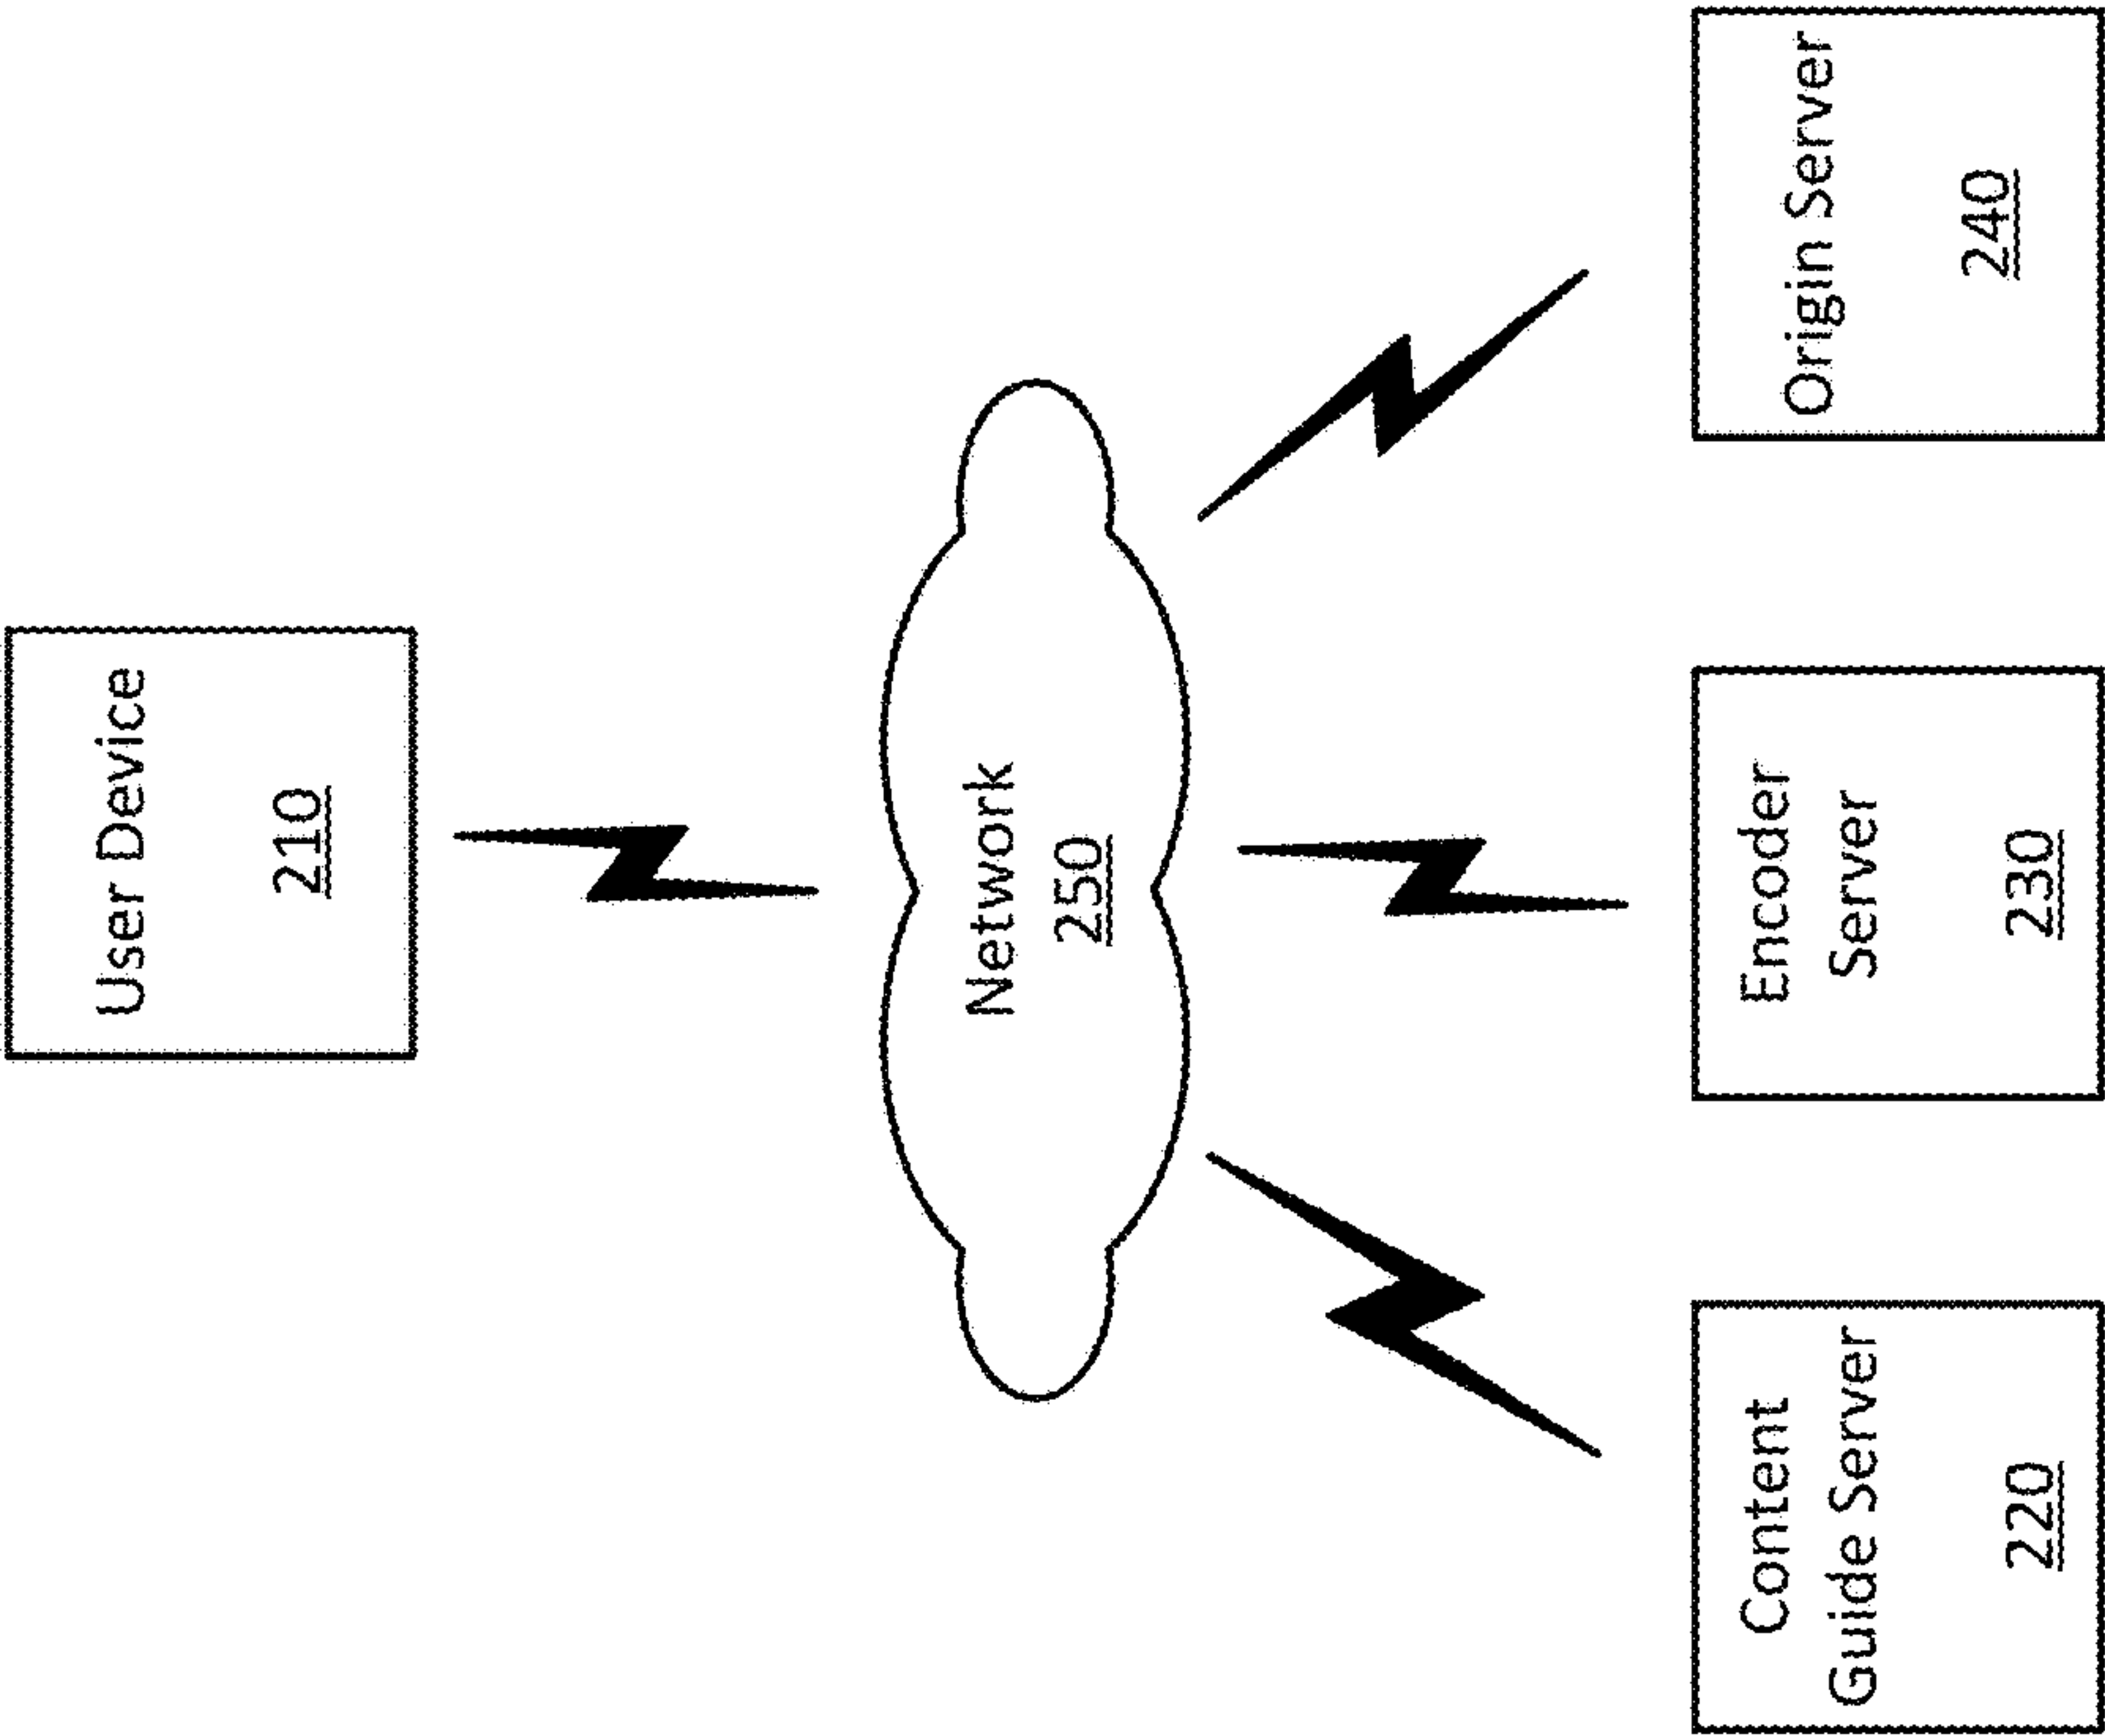 User Device
210
Network
250
Content
Guide Server
220
Encoder
Server
230
Origin Server
240